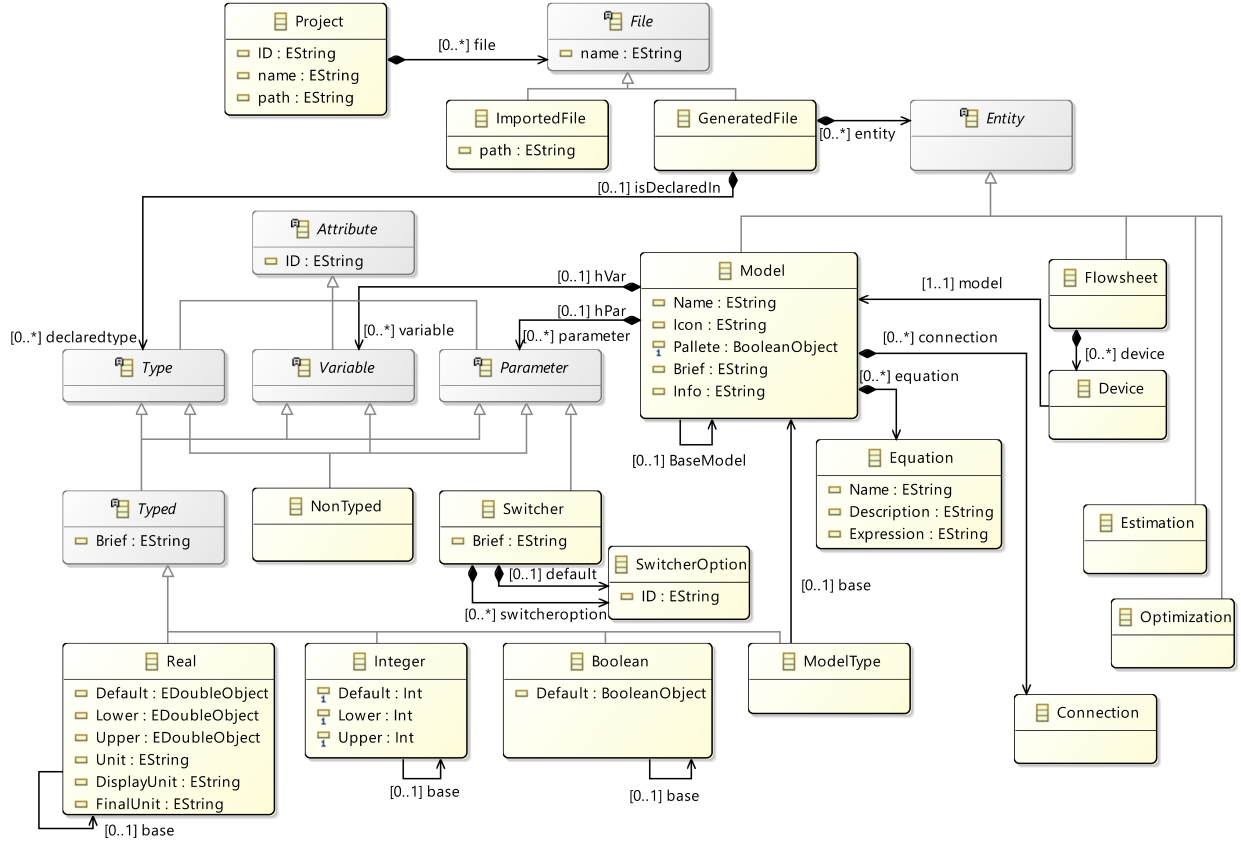 Project
ID : EString
name : EString
path : EString
[0..*] file
File
name : EString
ImportedFile
path : EString
GeneratedFile
[0..*] entity
Entity
[0..1] isDeclaredIn
Attribute
ID : EString
[0..1] hVar
[0..1] hPar
[0..*] declaredtype
[0..*] variable
[0..*] parameter
Type
Variable
Parameter
Model
Name : EString
Icon : EString
Pallete : BooleanObject
Brief : EString
Info : EString
[1..1] model
Flowsheet
[0..*] device
Device
[0..*] connection
[0..*] equation
[0..1] BaseModel
Equation
Name : EString
Description : EString
Expression : EString
Typed
Brief : EString
NonTyped
Switcher
Brief : EString
[0..1] default
[0..*] switcheroption
SwitcherOption
ID : EString
[0..1] base
Estimation
Optimization
Real
Default : EDoubleObject
Lower : EDoubleObject
Upper : EDoubleObject
Unit : EString
DisplayUnit : EString
FinalUnit : EString
[0..1] base
Integer
1 Default : Int
1 Lower : Int
1 Upper : Int
[0..1] base
Boolean
Default : BooleanObject
[0..1] base
ModelType
Connection